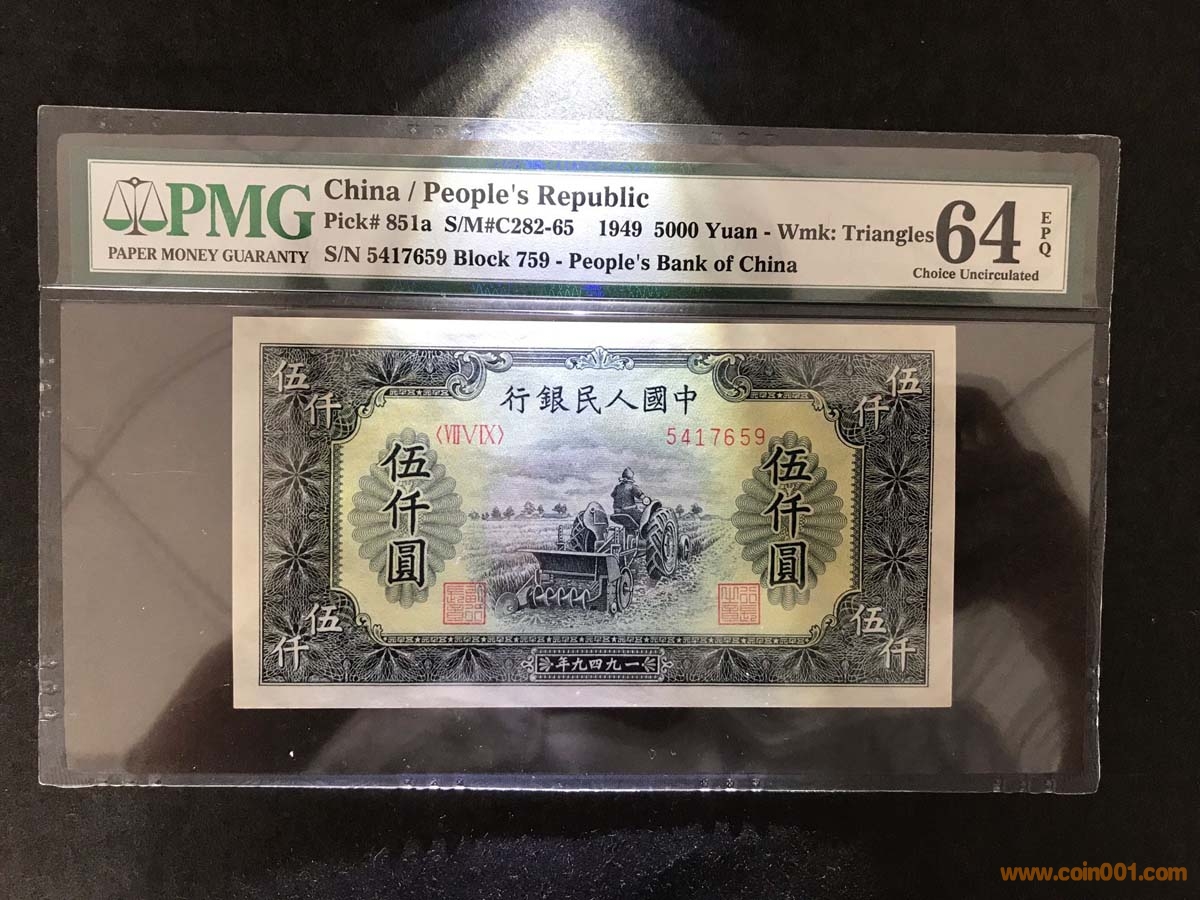 PMG
PAPER MONEY GUARANTY
China / People's Republic
Pick# 851a S/M#C282-65 1949 5000 Yuan - Wmk: Triangles
S/N 5417659 Block 759 - People's Bank of China
64
EPQ
Choice Uncirculated
伍仟
伍仟
行銀民人國中
〈ⅦⅤⅨ〉
5417659
伍仟圓
伍仟圓
伍仟
伍仟
年九四九一
www.coin001.com